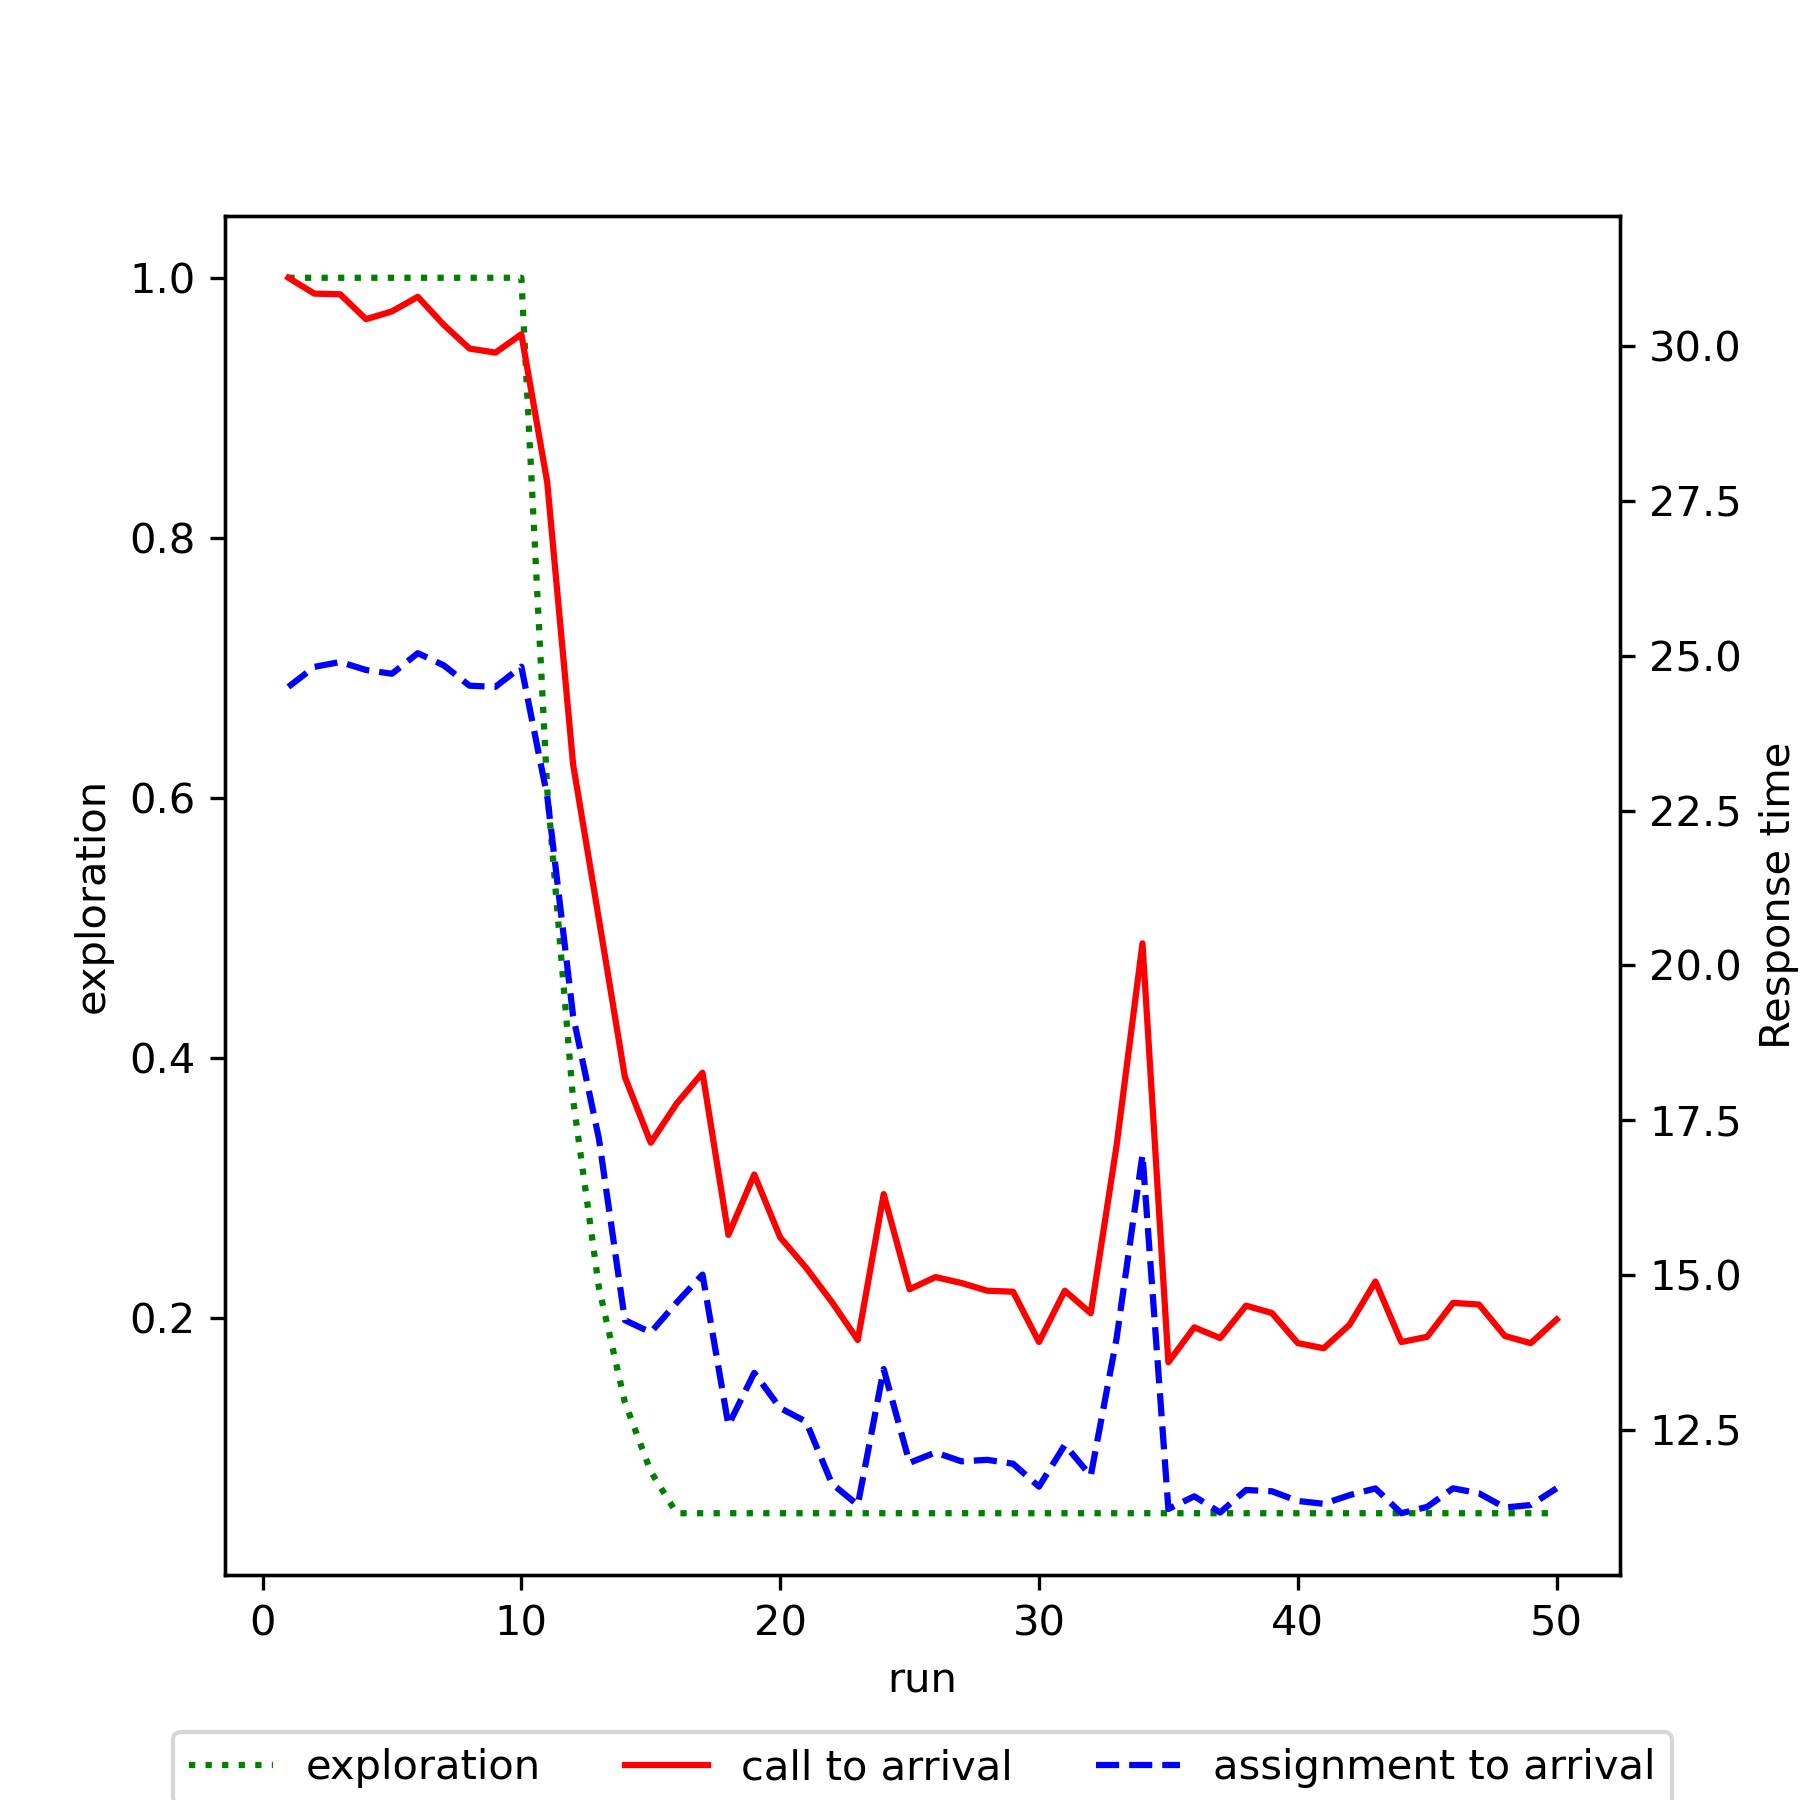 1.0
0.8
0.6
0.4
0.2
exploration
30.0
27.5
25.0
22.5
20.0
17.5
15.0
12.5
Response time
0 10 20 30 40 50
run
exploration call to arrival assignment to arrival